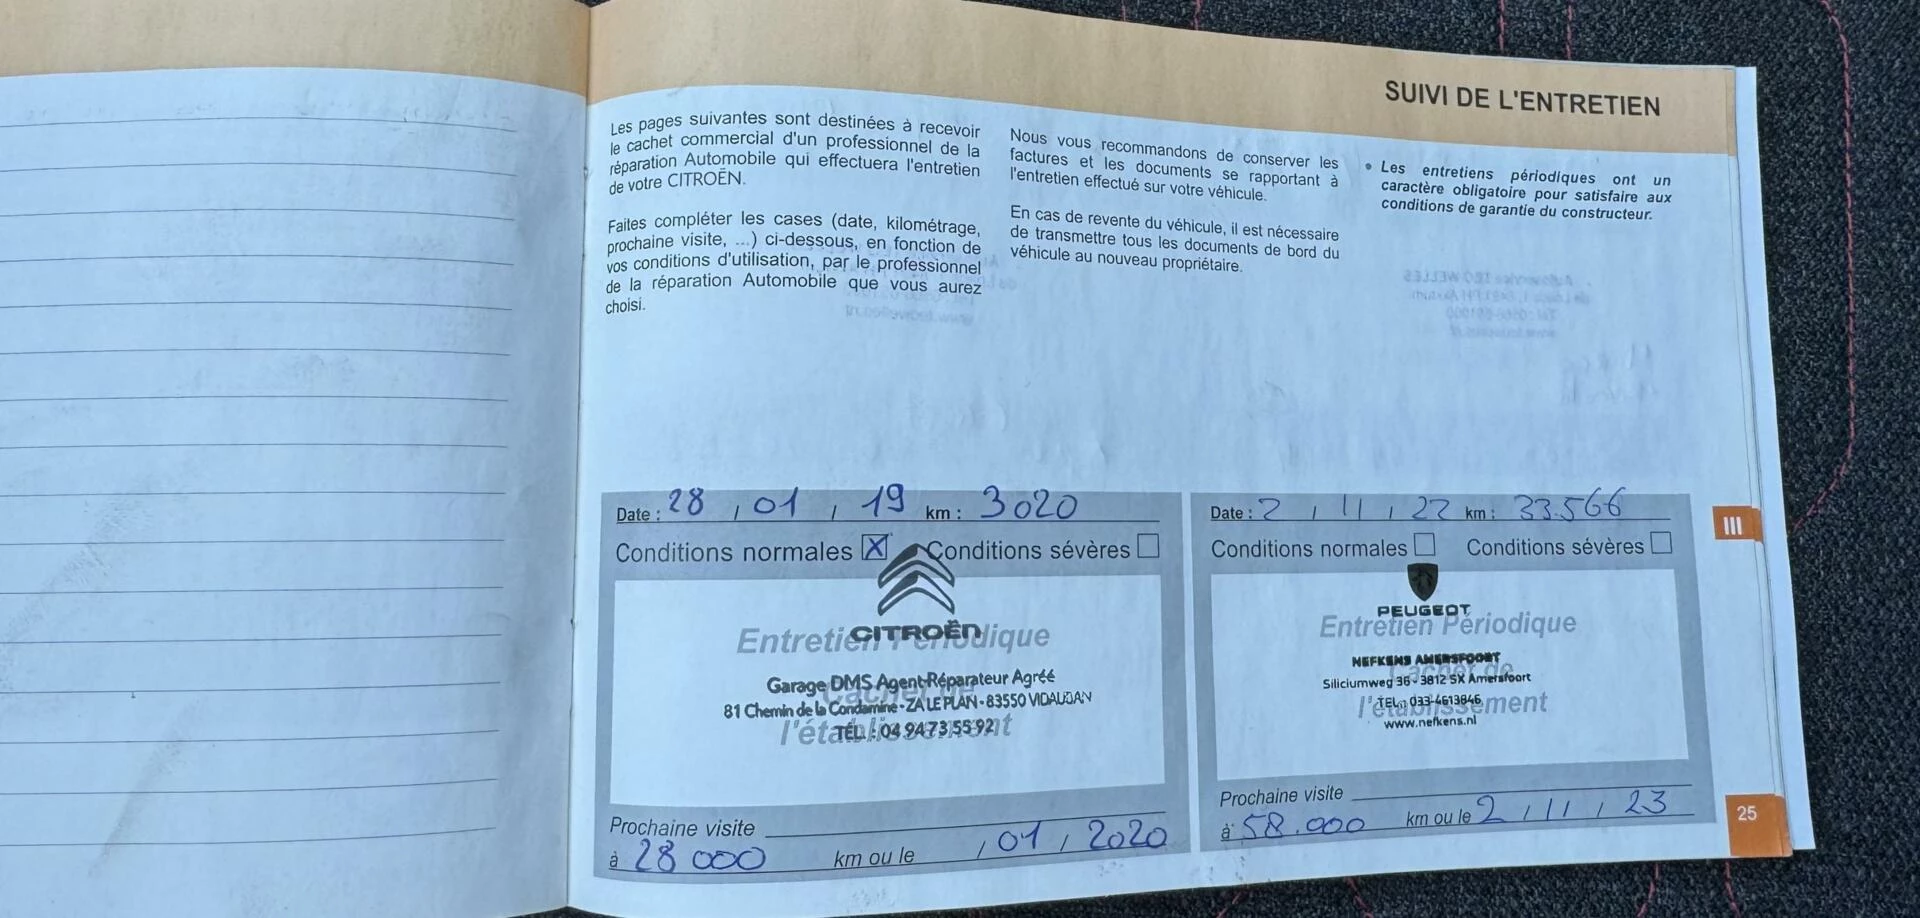 SUIVI DE L'ENTRETIEN
Les pages suivantes sont destinées à recevoir
le cachet commercial d'un professionnel de la
réparation Automobile qui effectuera l'entretien
de votre CITROËN.
Faites compléter les cases (date, kilométrage,
prochaine visite, ...) ci-dessous, en fonction de
vos conditions d'utilisation, par le professionnel
de la réparation Automobile que vous aurez
choisi.
Nous vous recommandons de conserver les
factures et les documents se rapportant à
l'entretien effectué sur votre véhicule.
En cas de revente du véhicule, il est nécessaire
de transmettre tous les documents de bord du
véhicule au nouveau propriétaire.
• Les entretiens périodiques ont un
caractère obligatoire pour satisfaire aux
conditions de garantie du constructeur.
Date : 28 / 01 / 19 km : 3020
Conditions normales X Conditions sévères
CITROËN
Entretien Périodique
Garage DMS Agent-Réparateur Agréé
Cachet de
81 Chemin de la Condamine - ZA LE PLAN - 83550 VIDAUBAN
l'établissement
TÉL : 04 94 73 55 92
Prochaine visite
à 28 000 km ou le / 01 / 2020
Date : 2 / 11 / 22 km : 33.566
Conditions normales Conditions sévères
PEUGEOT
Entretien Périodique
NEFKENS AMERSFOORT
Cachet de
Siliciumweg 36 - 3812 SX Amersfoort
l'établissement
TEL: 033-4613846
www.nefkens.nl
Prochaine visite
à 58.000 km ou le 2 / 11 / 23
III
25